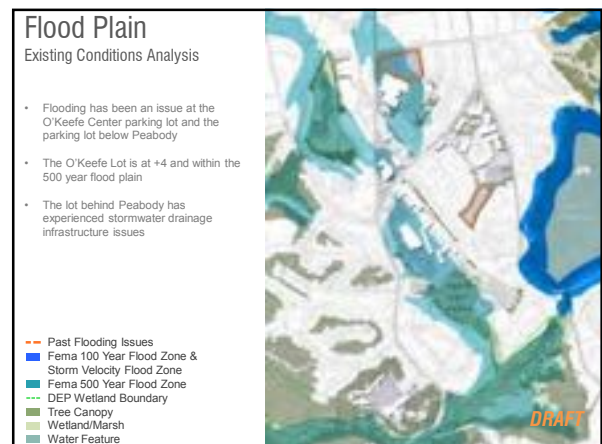 Flood Plain
Existing Conditions Analysis
• Flooding has been an issue at the
O'Keefe Center parking lot and the
parking lot below Peabody
• The O'Keefe Lot is at +4 and within the
500 year flood plain
• The lot behind Peabody has
experienced stormwater drainage
infrastructure issues
Past Flooding Issues
Fema 100 Year Flood Zone &
Storm Velocity Flood Zone
Fema 500 Year Flood Zone
DEP Wetland Boundary
Tree Canopy
Wetland/Marsh
Water Feature
DRAFT